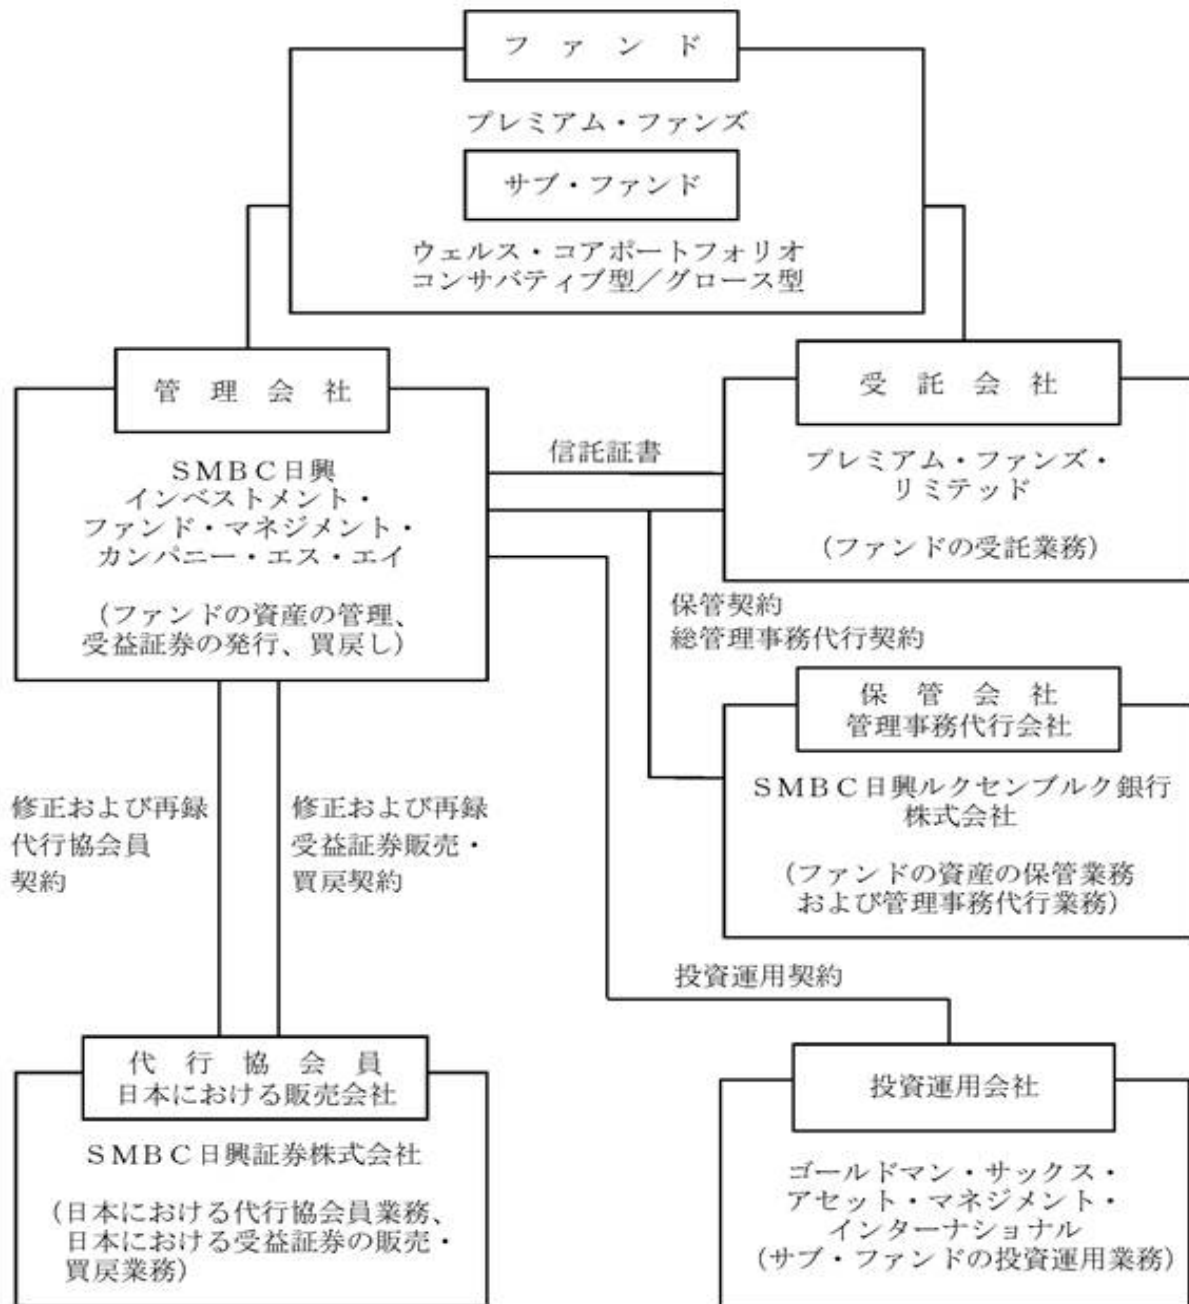 ファンド
プレミアム・ファンズ
サブ・ファンド
ウェルス・コアポートフォリオ
コンサバティブ型／グロース型
管理会社
SMBC日興
インベストメント・
ファンド・マネジメント・
カンパニー・エス・エイ
(ファンドの資産の管理、
受益証券の発行、買戻し)
信託証書
受託会社
プレミアム・ファンズ・
リミテッド
(ファンドの受託業務)
保管契約
総管理事務代行契約
保管会社
管理事務代行会社
SMBC日興ルクセンブルク銀行
株式会社
(ファンドの資産の保管業務
および管理事務代行業務)
修正および再録
代行協会員
契約
修正および再録
受益証券販売・
買戻契約
投資運用契約
代行協会員
日本における販売会社
SMBC日興証券株式会社
(日本における代行協会員業務、
日本における受益証券の販売・
買戻業務)
投資運用会社
ゴールドマン・サックス・
アセット・マネジメント・
インターナショナル
(サブ・ファンドの投資運用業務)